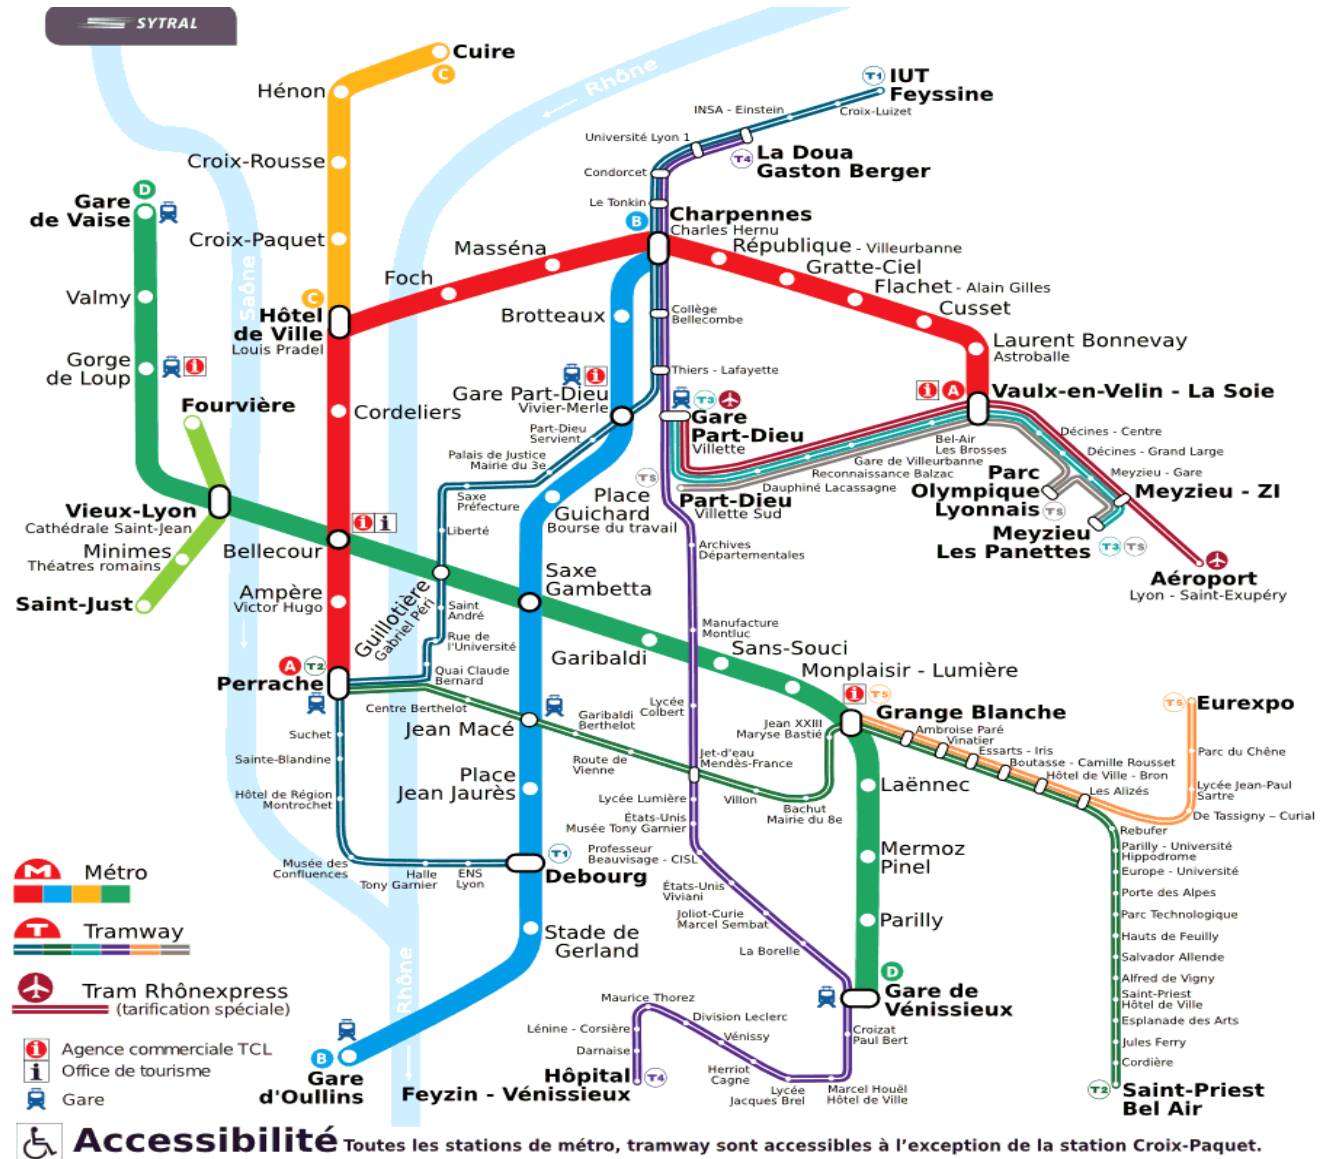 SYTRAL
Cuire
C
Hénon
Rhône
T1
IUT
Feyssine
INSA - Einstein
Croix-Luizet
Université Lyon 1
La Doua
T4
Gaston Berger
Croix-Rousse
Condorcet
D
Gare
de Vaise
Le Tonkin
B
Charpennes
Charles Hernu
Croix-Paquet
Masséna
République - Villeurbanne
Foch
Gratte-Ciel
Saône
Flachet - Alain Gilles
Valmy
C
Hôtel
de Ville
Louis Pradel
Brotteaux
Collège
Bellecombe
Cusset
Laurent Bonnevay
Astroballe
Gorge
de Loup
i
Thiers - Lafayette
i
Gare Part-Dieu
Vivier-Merle
T3
i
A
Vaulx-en-Velin - La Soie
Fourvière
Cordeliers
Gare
Part-Dieu
Villette
Part-Dieu
Servient
Bel-Air
Les Brosses
Décines - Centre
Décines - Grand Large
Palais de Justice
Mairie du 3e
Gare de Villeurbanne
Reconnaissance Balzac
Meyzieu - Gare
Dauphiné Lacassagne
T5
Part-Dieu
Villette Sud
Parc
Olympique
Lyonnais
T5
Meyzieu - ZI
Saxe
Préfecture
Place
Guichard
Bourse du travail
Vieux-Lyon
Cathédrale Saint-Jean
i
i
Liberté
Meyzieu
Les Panettes
T3
T5
Minimes
Théatres romains
Bellecour
Archives
Départementales
Aéroport
Lyon - Saint-Exupéry
Saint-Just
Ampère
Victor Hugo
Guillotière
Gabriel Péri
Saint
André
Saxe
Gambetta
Rue de
l'Université
Manufacture
Montluc
Garibaldi
Sans-Souci
A
T2
Perrache
Quai Claude
Bernard
Monplaisir - Lumière
i
T5
Centre Berthelot
Lycée
Colbert
Grange Blanche
T5
Eurexpo
Jean Macé
Garibaldi
Berthelot
Jean XXIII
Maryse Bastié
Ambroise Paré
Vinatier
Suchet
Essarts - Iris
Parc du Chêne
Sainte-Blandine
Route de
Vienne
Jet-d'eau
Mendès-France
Boutasse - Camille Rousset
Hôtel de Ville - Bron
Place
Jean Jaurès
Laënnec
Les Alizés
Lycée Jean-Paul
Sartre
Hôtel de Région
Montrochet
Lycée Lumière
Villon
Bachut
Mairie du 8e
De Tassigny – Curial
États-Unis
Musée Tony Garnier
Rebufer
Parilly - Université
Hippodrome
Musée des
Confluences
Halle
Tony Garnier
ENS
Lyon
T1
Debourg
Professeur
Beauvisage - CISL
Mermoz
Pinel
Europe - Université
M
Métro
États-Unis
Viviani
Porte des Alpes
T
Tramway
Joliot-Curie
Marcel Sembat
Parilly
Parc Technologique
Stade de
Gerland
Hauts de Feuilly
La Borelle
Salvador Allende
Rhône
Tram Rhônexpress
(tarification spéciale)
D
Gare de
Vénissieux
Alfred de Vigny
Maurice Thorez
Saint-Priest
Hôtel de Ville
Division Leclerc
Esplanade des Arts
Lénine - Corsière
Vénissy
Croizat
Paul Bert
Jules Ferry
i
Agence commerciale TCL
Darnaise
Cordière
i
Office de tourisme
B
Gare
d'Oullins
Hôpital
Feyzin - Vénissieux
T4
Herriot
Cagne
Lycée
Jacques Brel
Marcel Houël
Hôtel de Ville
T2
Saint-Priest
Bel Air
Gare
Accessibilité Toutes les stations de métro, tramway sont accessibles à l’exception de la station Croix-Paquet.